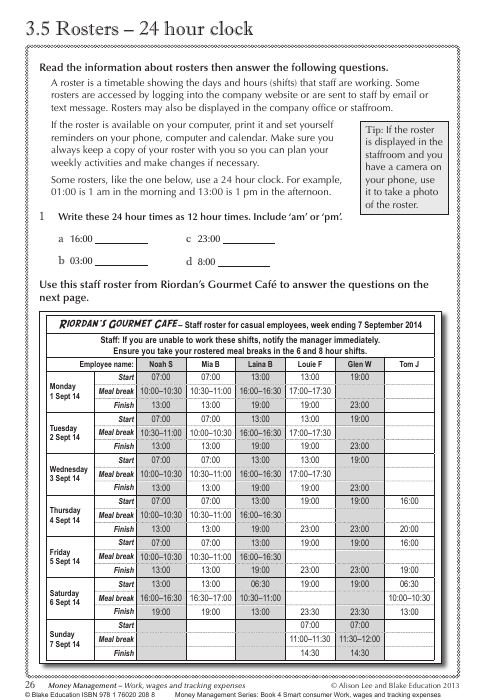 3.5 Rosters – 24 hour clock
Read the information about rosters then answer the following questions.
A roster is a timetable showing the days and hours (shifts) that staff are working. Some
rosters are accessed by logging into the company website or are sent to staff by email or
text message. Rosters may also be displayed in the company office or staffroom.
If the roster is available on your computer, print it and set yourself
reminders on your phone, computer and calendar. Make sure you
always keep a copy of your roster with you so you can plan your
weekly activities and make changes if necessary.
Some rosters, like the one below, use a 24 hour clock. For example,
01:00 is 1 am in the morning and 13:00 is 1 pm in the afternoon.
Tip: If the roster
is displayed in the
staffroom and you
have a camera on
your phone, use
it to take a photo
of the roster.
1 Write these 24 hour times as 12 hour times. Include 'am' or 'pm'.
a 16:00 c 23:00
b 03:00 d 8:00
Use this staff roster from Riordan's Gourmet Café to answer the questions on the
next page.
RIORDAN'S GOURMET CAFE – Staff roster for casual employees, week ending 7 September 2014
Staff: If you are unable to work these shifts, notify the manager immediately.
Ensure you take your rostered meal breaks in the 6 and 8 hour shifts.
Employee name: Noah S Mia B Laina B Louie F Glen W Tom J
Monday
1 Sept 14
Start 07:00 07:00 13:00 13:00 19:00
Meal break 10:00–10:30 10:30–11:00 16:00–16:30 17:00–17:30
Finish 13:00 13:00 19:00 19:00 23:00
Tuesday
2 Sept 14
Start 07:00 07:00 13:00 13:00 19:00
Meal break 10:30–11:00 10:00–10:30 16:00–16:30 17:00–17:30
Finish 13:00 13:00 19:00 19:00 23:00
Wednesday
3 Sept 14
Start 07:00 07:00 13:00 13:00 19:00
Meal break 10:00–10:30 10:30–11:00 16:00–16:30 17:00–17:30
Finish 13:00 13:00 19:00 19:00 23:00
Thursday
4 Sept 14
Start 07:00 07:00 13:00 19:00 19:00 16:00
Meal break 10:00–10:30 10:30–11:00 16:00–16:30
Finish 13:00 13:00 19:00 23:00 23:00 20:00
Friday
5 Sept 14
Start 07:00 07:00 13:00 19:00 19:00 16:00
Meal break 10:00–10:30 10:30–11:00 16:00–16:30
Finish 13:00 13:00 19:00 23:00 23:00 19:00
Saturday
6 Sept 14
Start 13:00 13:00 06:30 19:00 19:00 06:30
Meal break 16:00–16:30 16:30–17:00 10:30–11:00 10:00–10:30
Finish 19:00 19:00 13:00 23:30 23:30 13:00
Sunday
7 Sept 14
Start 07:00 07:00
Meal break 11:00–11:30 11:30–12:00
Finish 14:30 14:30
26 Money Management – Work, wages and tracking expenses © Alison Lee and Blake Education 2013
© Blake Education ISBN 978 1 76020 208 8 Money Management Series: Book 4 Smart consumer Work, wages and tracking expenses